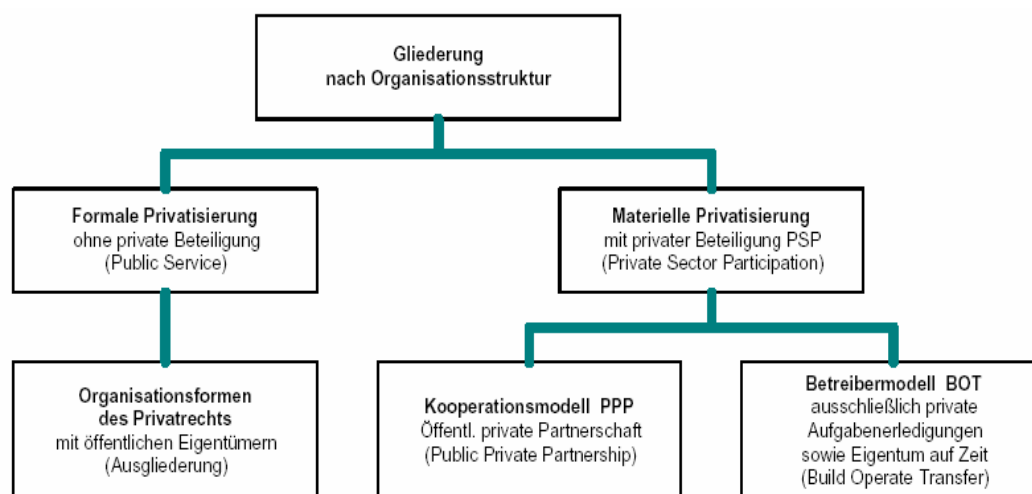 Gliederung
nach Organisationsstruktur
Formale Privatisierung
ohne private Beteiligung
(Public Service)
Materielle Privatisierung
mit privater Beteiligung PSP
(Private Sector Participation)
Organisationsformen
des Privatrechts
mit öffentlichen Eigentümern
(Ausgliederung)
Kooperationsmodell PPP
Öffentl. private Partnerschaft
(Public Private Partnership)
Betreibermodell BOT
ausschließlich private
Aufgabenerledigungen
sowie Eigentum auf Zeit
(Build Operate Transfer)